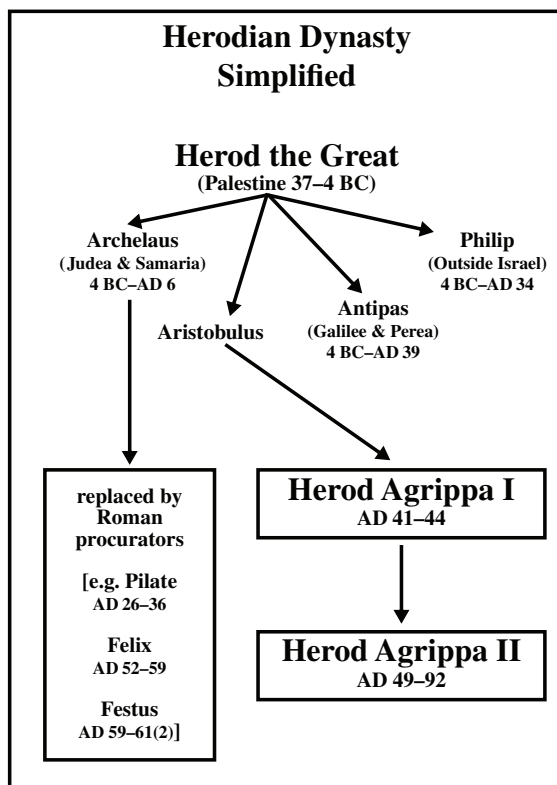 Herodian Dynasty
Simplified
Herod the Great
(Palestine 37–4 BC)
Archelaus
(Judea & Samaria)
4 BC–AD 6
Aristobulus
Antipas
(Galilee & Perea)
4 BC–AD 39
Philip
(Outside Israel)
4 BC–AD 34
replaced by
Roman
procurators
[e.g. Pilate
AD 26–36
Felix
AD 52–59
Festus
AD 59–61(2)]
Herod Agrippa I
AD 41–44
Herod Agrippa II
AD 49–92